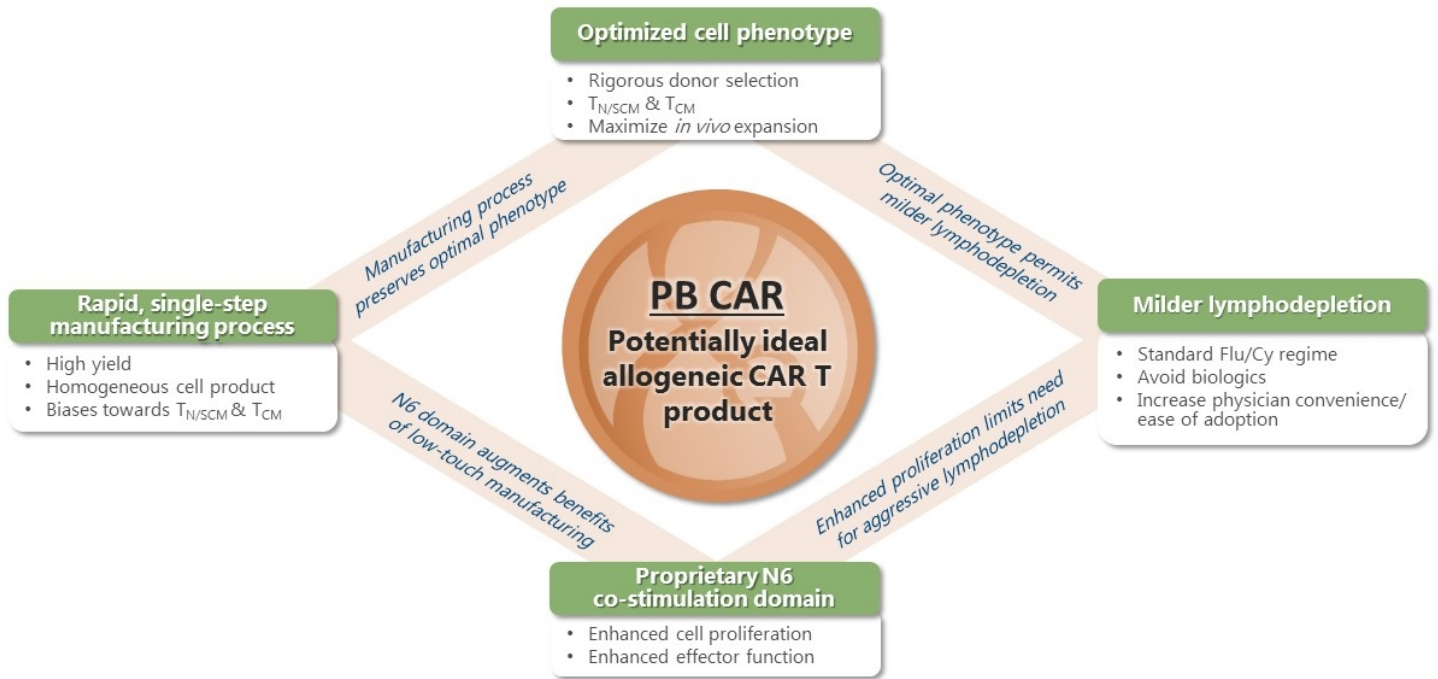 Optimized cell phenotype
• Rigorous donor selection
• TN/SCM & TCM
• Maximize in vivo expansion
Manufacturing process
preserves optimal phenotype
Optimal phenotype permits
milder lymphodepletion
Rapid, single-step
manufacturing process
• High yield
• Homogeneous cell product
• Biases towards TN/SCM & TCM
PB CAR
Potentially ideal
allogeneic CAR T
product
Milder lymphodepletion
• Standard Flu/Cy regime
• Avoid biologics
• Increase physician convenience/
ease of adoption
N6 domain augments benefits
of low-touch manufacturing
Enhanced proliferation limits need
for aggressive lymphodepletion
Proprietary N6
co-stimulation domain
• Enhanced cell proliferation
• Enhanced effector function